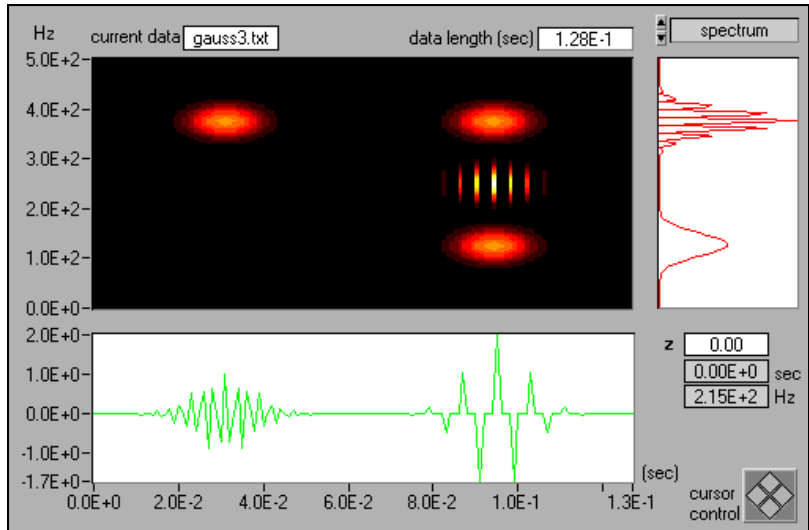 Hz
current data gauss3.txt
data length (sec) 1.28E-1
spectrum
5.0E+2
4.0E+2
3.0E+2
2.0E+2
1.0E+2
0.0E+0
2.0E+0
1.0E+0
0.0E+0
-1.0E+0
-1.7E+0
0.0E+0 2.0E-2 4.0E-2 6.0E-2 8.0E-2 1.0E-1 1.3E-1
(sec)
z 0.00
0.00E+0 sec
2.15E+2 Hz
cursor
control